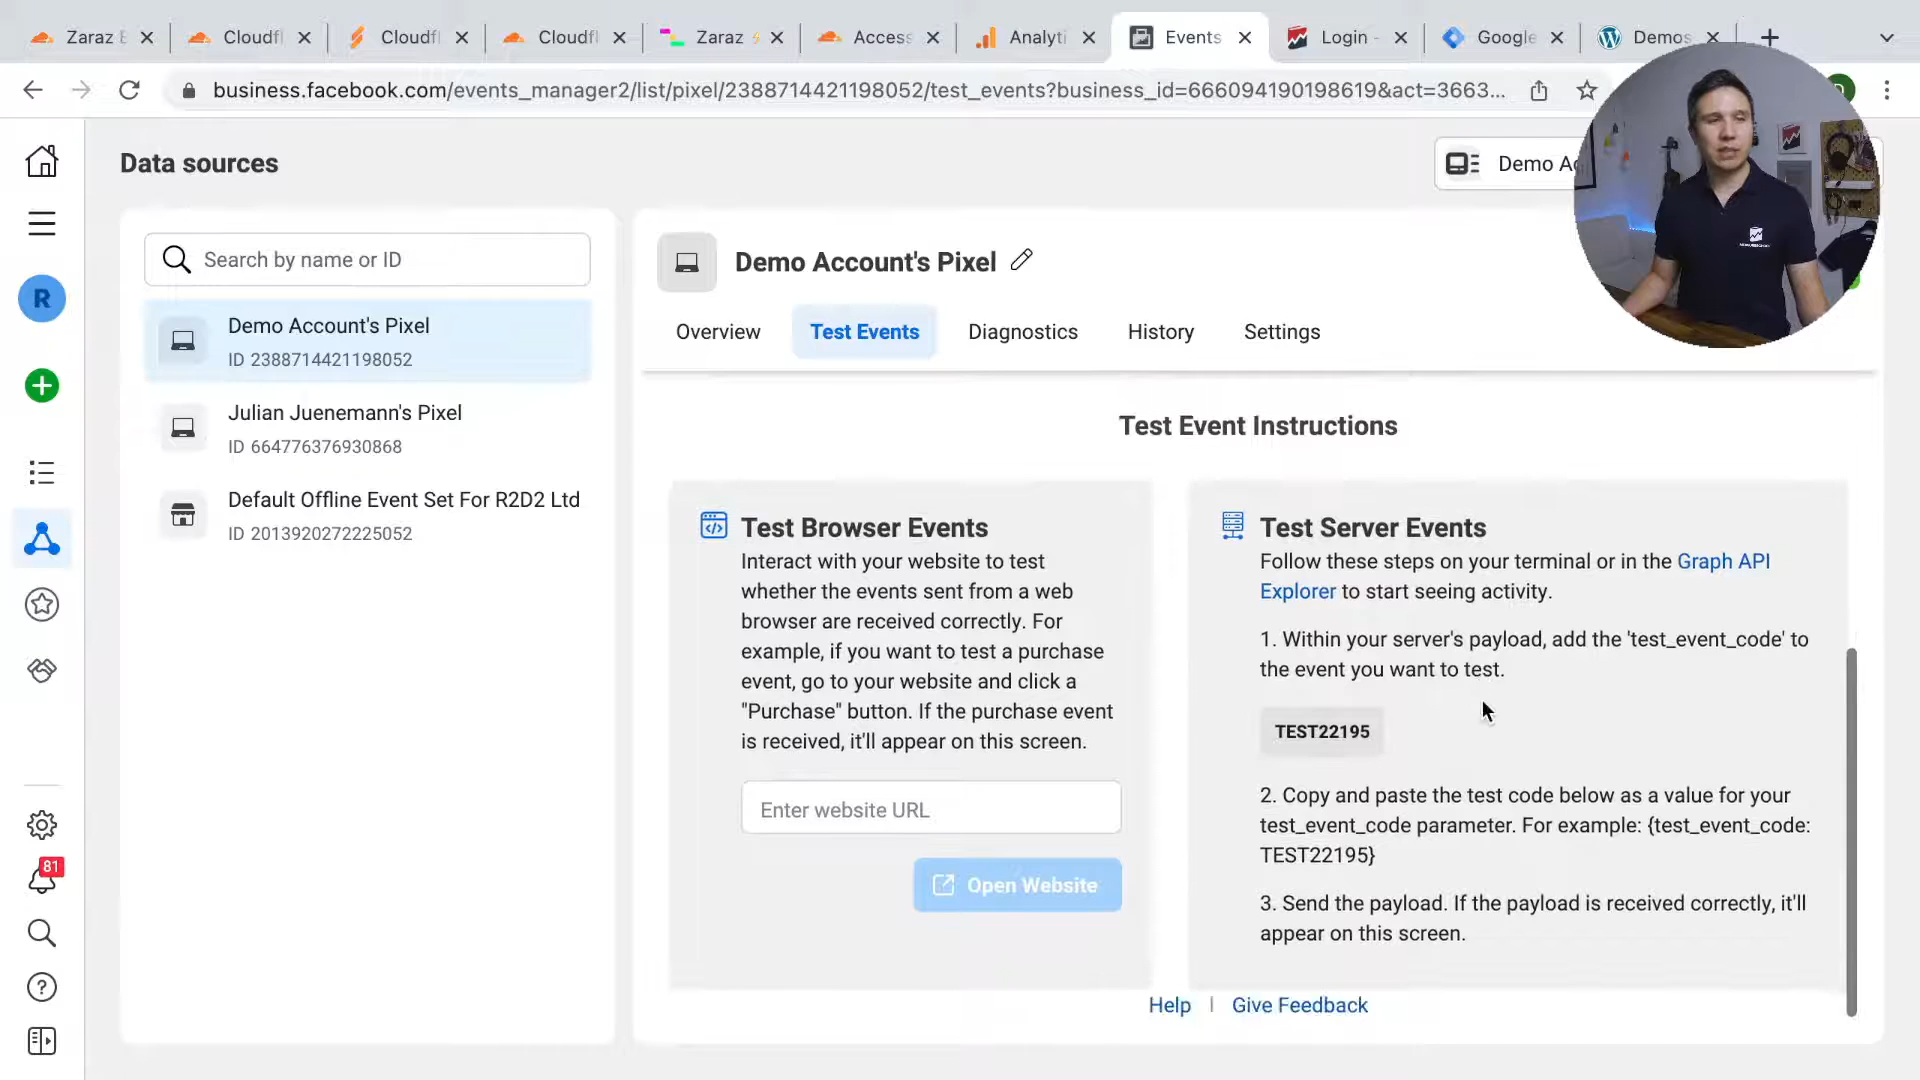 Zaraz E
Cloudfl
Cloudfl
Cloudfl
Zaraz
Access
Analyti
Events
Login -
Google
Demos
business.facebook.com/events_manager2/list/pixel/2388714421198052/test_events?business_id=666094190198619&act=3663...
Data sources
Demo Ac
R
Search by name or ID
Demo Account's Pixel
ID 2388714421198052
Julian Juenemann's Pixel
ID 664776376930868
Default Offline Event Set For R2D2 Ltd
ID 2013920272225052
81
Demo Account's Pixel
Overview
Test Events
Diagnostics
History
Settings
Test Event Instructions
Test Browser Events
Interact with your website to test
whether the events sent from a web
browser are received correctly. For
example, if you want to test a purchase
event, go to your website and click a
"Purchase" button. If the purchase event
is received, it'll appear on this screen.
Enter website URL
Open Website
Test Server Events
Follow these steps on your terminal or in the Graph API
Explorer to start seeing activity.
1. Within your server's payload, add the 'test_event_code' to
the event you want to test.
TEST22195
2. Copy and paste the test code below as a value for your
test_event_code parameter. For example: {test_event_code:
TEST22195}
3. Send the payload. If the payload is received correctly, it'll
appear on this screen.
Help | Give Feedback